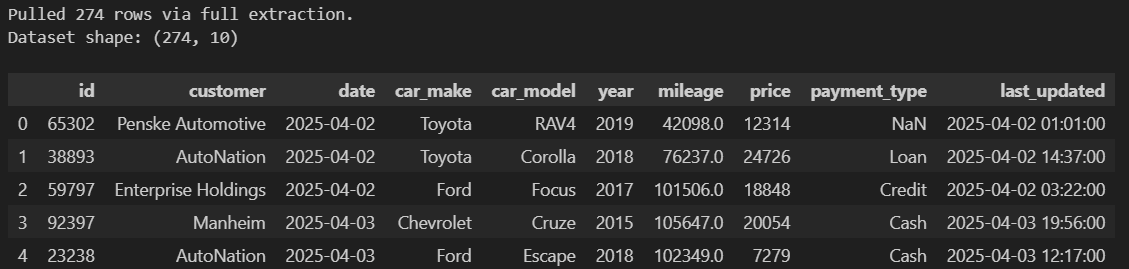 Pulled 274 rows via full extraction.
Dataset shape: (274, 10)
id customer date car_make car_model year mileage price payment_type last_updated
0 65302 Penske Automotive 2025-04-02 Toyota RAV4 2019 42098.0 12314 NaN 2025-04-02 01:01:00
1 38893 AutoNation 2025-04-02 Toyota Corolla 2018 76237.0 24726 Loan 2025-04-02 14:37:00
2 59797 Enterprise Holdings 2025-04-02 Ford Focus 2017 101506.0 18848 Credit 2025-04-02 03:22:00
3 92397 Manheim 2025-04-03 Chevrolet Cruze 2015 105647.0 20054 Cash 2025-04-03 19:56:00
4 23238 AutoNation 2025-04-03 Ford Escape 2018 102349.0 7279 Cash 2025-04-03 12:17:00